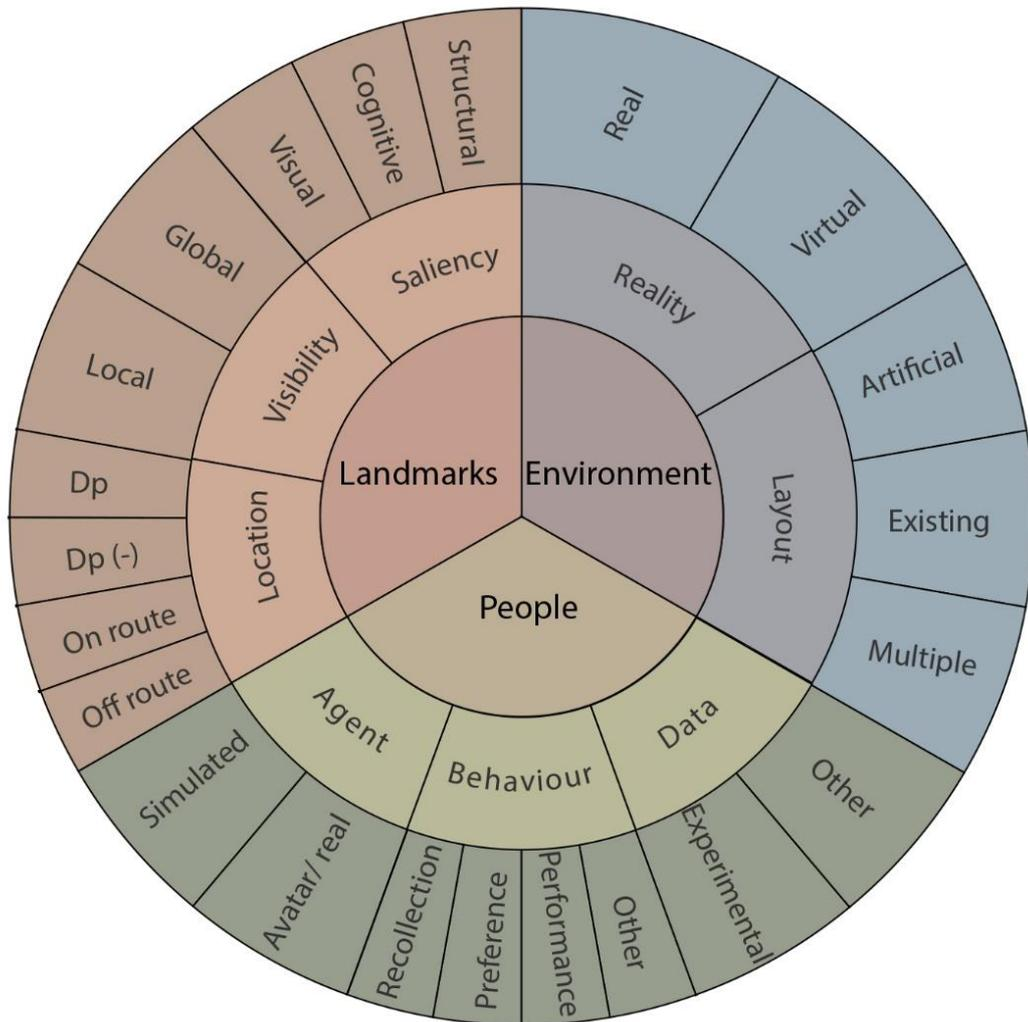 Landmarks
Environment
People
Saliency
Visibility
Location
Reality
Layout
Agent
Behaviour
Data
Structural
Cognitive
Visual
Global
Local
Dp
Dp (-)
On route
Off route
Real
Virtual
Artificial
Existing
Multiple
Simulated
Avatar/ real
Recollection
Preference
Performance
Other
Experimental
Other